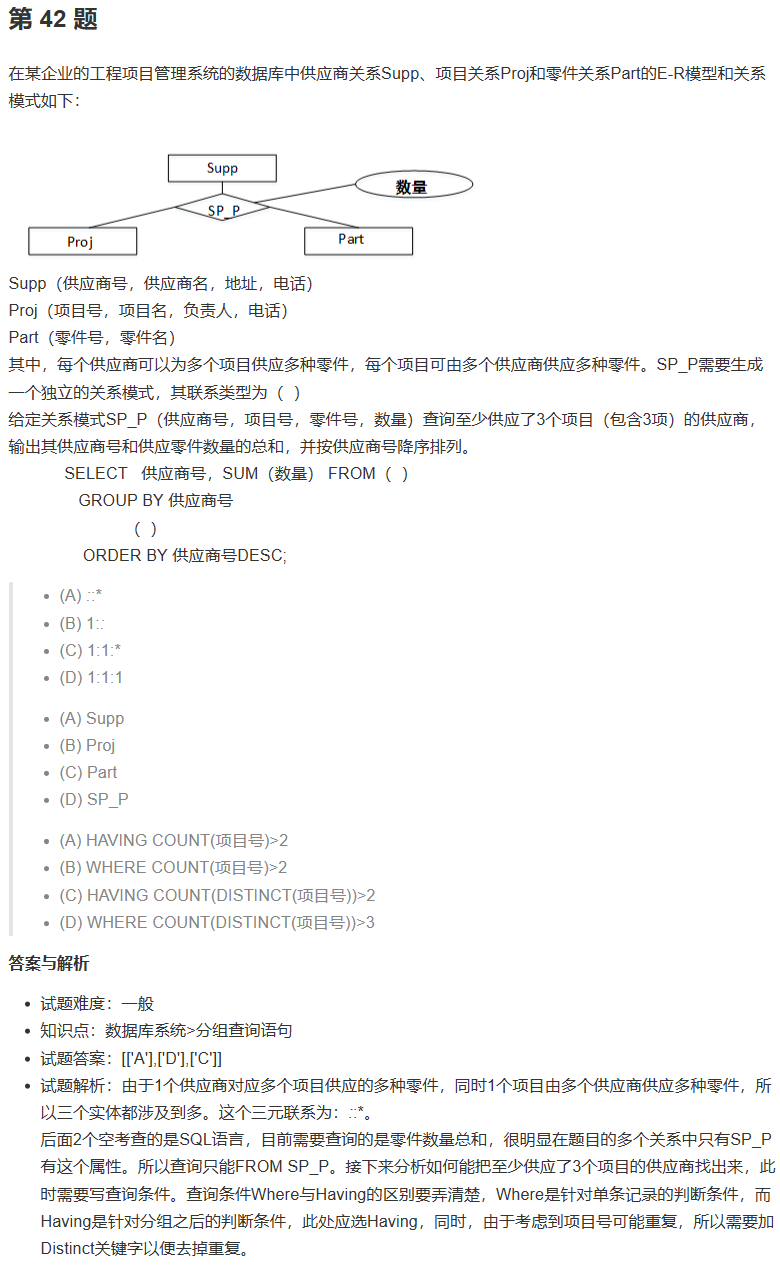 第 42 题
在某企业的工程项目管理系统的数据库中供应商关系Supp、项目关系Proj和零件关系Part的E-R模型和关系
模式如下：
Supp
数量
SP_P
Proj
Part
Supp（供应商号，供应商名，地址，电话）
Proj（项目号，项目名，负责人，电话）
Part（零件号，零件名）
其中，每个供应商可以为多个项目供应多种零件，每个项目可由多个供应商供应多种零件。SP_P需要生成
一个独立的关系模式，其联系类型为（ ）
给定关系模式SP_P（供应商号，项目号，零件号，数量）查询至少供应了3个项目（包含3项）的供应商，
输出其供应商号和供应零件数量的总和，并按供应商号降序排列。
SELECT 供应商号，SUM（数量） FROM（ ）
GROUP BY 供应商号
（ ）
ORDER BY 供应商号DESC;
(A) ::*
(B) 1::
(C) 1:1:*
(D) 1:1:1
(A) Supp
(B) Proj
(C) Part
(D) SP_P
(A) HAVING COUNT(项目号)>2
(B) WHERE COUNT(项目号)>2
(C) HAVING COUNT(DISTINCT(项目号))>2
(D) WHERE COUNT(DISTINCT(项目号))>3
答案与解析
试题难度：一般
知识点：数据库系统>分组查询语句
试题答案：[['A'],['D'],['C']]
试题解析：由于1个供应商对应多个项目供应的多种零件，同时1个项目由多个供应商供应多种零件，所
以三个实体都涉及到多。这个三元联系为：::*。
后面2个空考查的是SQL语言，目前需要查询的是零件数量总和，很明显在题目的多个关系中只有SP_P
有这个属性。所以查询只能FROM SP_P。接下来分析如何能把至少供应了3个项目的供应商找出来，此
时需要写查询条件。查询条件Where与Having的区别要弄清楚，Where是针对单条记录的判断条件，而
Having是针对分组之后的判断条件，此处应选Having，同时，由于考虑到项目号可能重复，所以需要加
Distinct关键字以便去掉重复。